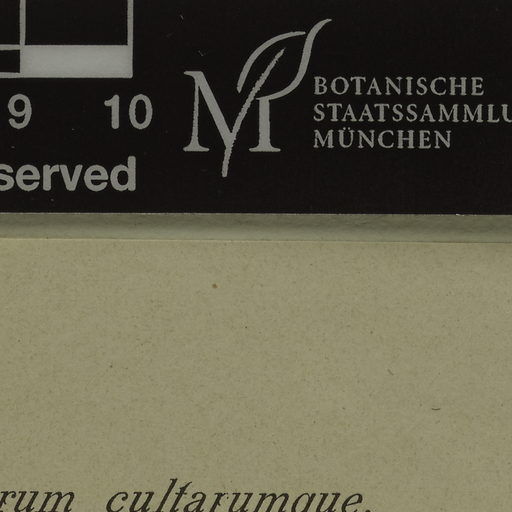 9 10
served
BOTANISCHE
STAATSSAMMLU
MÜNCHEN
rum cultarumque.